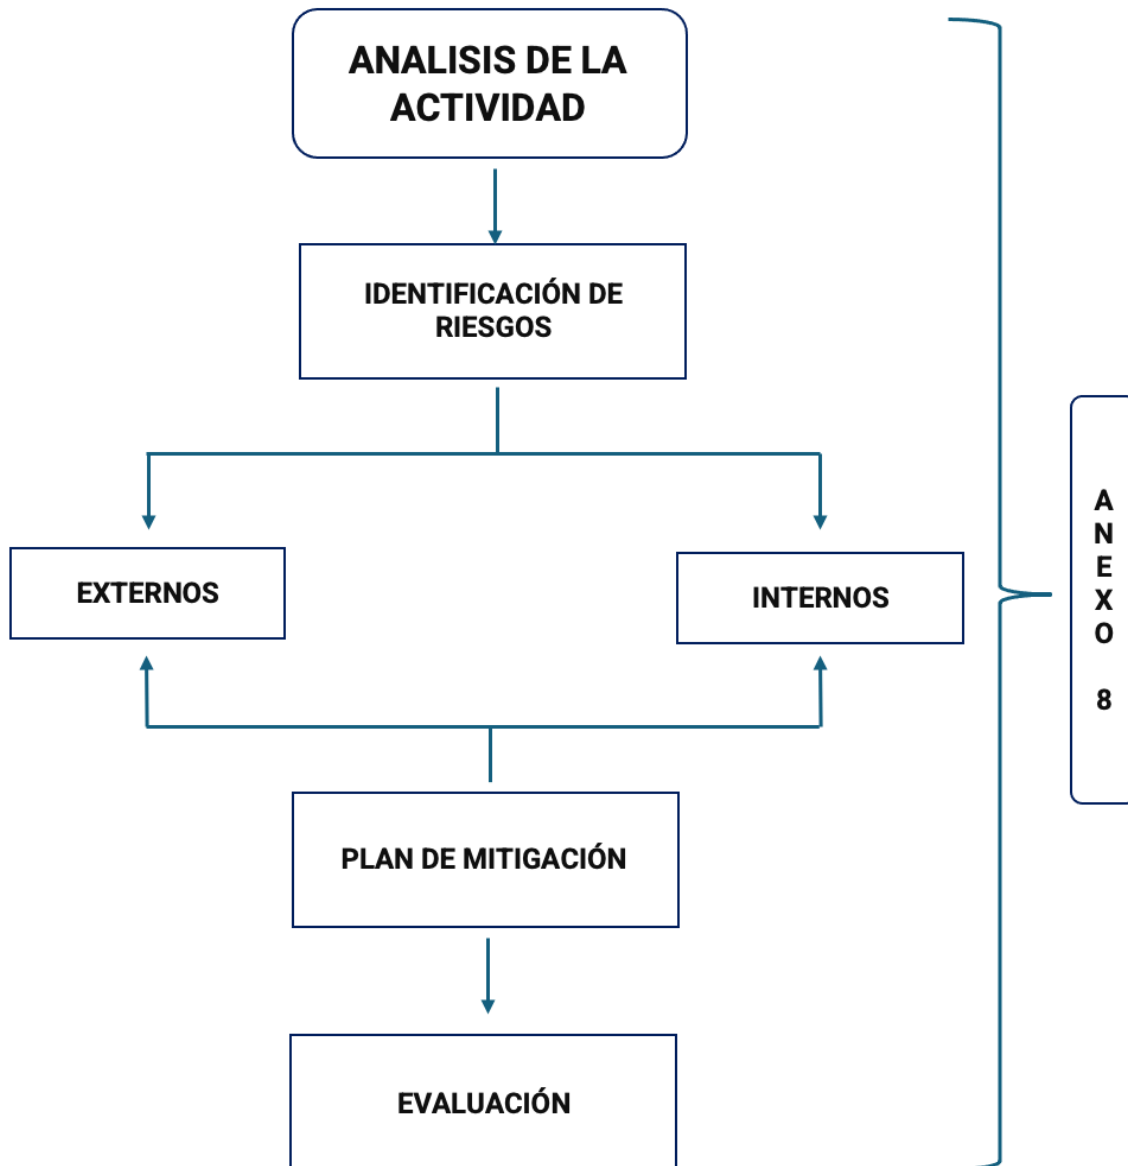 ANALISIS DE LA
ACTIVIDAD
IDENTIFICACIÓN DE
RIESGOS
EXTERNOS
INTERNOS
PLAN DE MITIGACIÓN
EVALUACIÓN
A
N
E
X
O
8